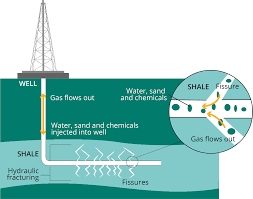 WELL
Gas flows out
Water, sand and chemicals
injected into well
SHALE
Hydraulic
fracturing
Fissures
Water, sand
and chemicals
SHALE
Fissure
Gas flows out